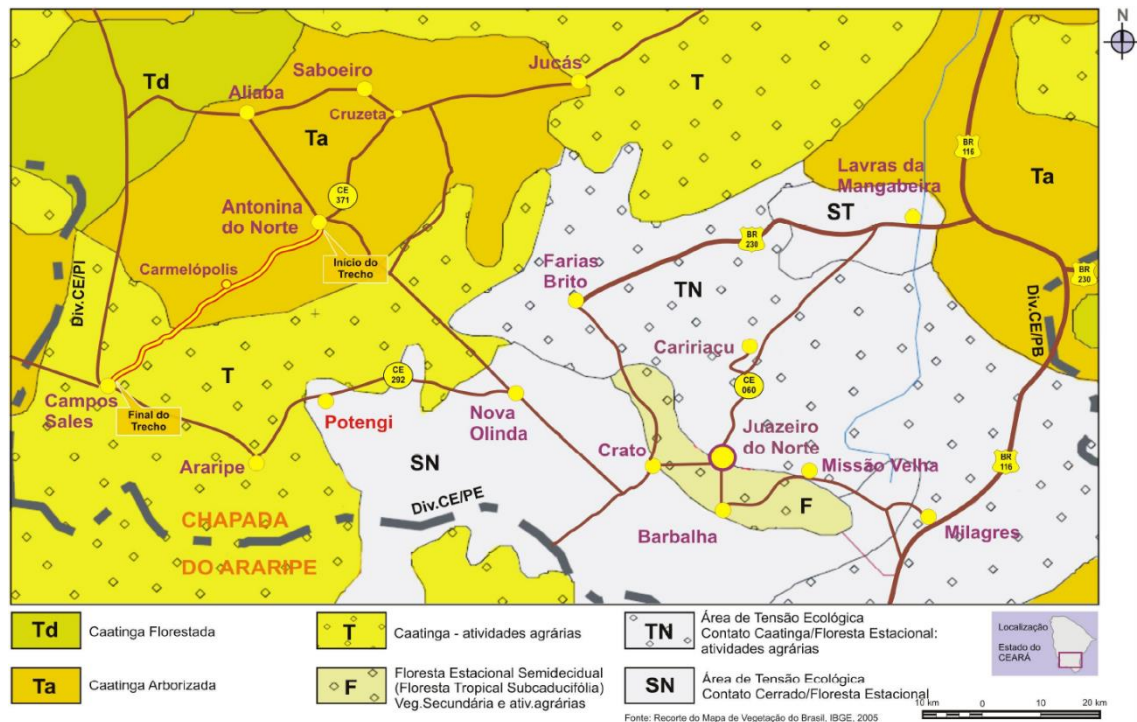 N
Td
Saboeiro
Jucás
T
Aliaba
Cruzeta
BR
116
Ta
Lavras da
Mangabeira
Ta
CE
371
ST
Antonina
do Norte
BR
230
Início do
Trecho
Farias
Brito
Carmelópolis
TN
BR
230
Div.CE/PI
Div.CE/PB
Caririaçu
T
CE
292
CE
060
Campos
Sales
Final do
Trecho
Potengi
Nova
Olinda
Juazeiro
do Norte
Crato
Missão Velha
Araripe
SN
BR
116
Div.CE/PE
F
CHAPADA
DO ARARIPE
Barbalha
Milagres
Td
Caatinga Florestada
T
Caatinga - atividades agrárias
TN
Área de Tensão Ecológica
Contato Caatinga/Floresta Estacional:
atividades agrárias
Localização
Estado do
CEARÁ
Ta
Caatinga Arborizada
F
Floresta Estacional Semidecidual
(Floresta Tropical Subcaducifólia)
Veg.Secundária e ativ.agrárias
SN
Área de Tensão Ecológica
Contato Cerrado/Floresta Estacional
Fonte: Recorte do Mapa de Vegetação do Brasil, IBGE, 2005
10 km 0 10 20 km